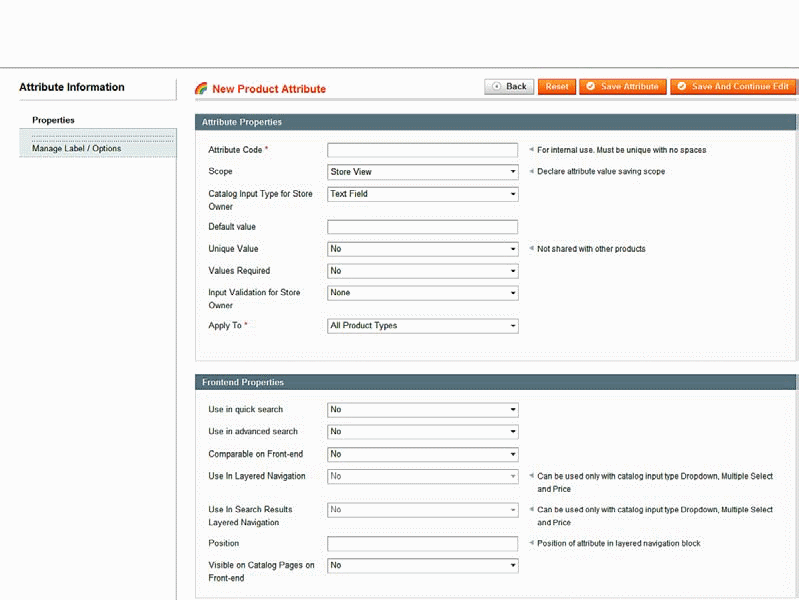 Attribute Information
Properties
Manage Label / Options
New Product Attribute
Back
Reset
Save Attribute
Save And Continue Edit
Attribute Properties
Attribute Code *
For internal use. Must be unique with no spaces
Scope
Store View
Declare attribute value saving scope
Catalog Input Type for Store
Owner
Text Field
Default value
Unique Value
No
Not shared with other products
Values Required
No
Input Validation for Store
Owner
None
Apply To *
All Product Types
Frontend Properties
Use in quick search
No
Use in advanced search
No
Comparable on Front-end
No
Use In Layered Navigation
No
Can be used only with catalog input type Dropdown, Multiple Select
and Price
Use In Search Results
Layered Navigation
No
Can be used only with catalog input type Dropdown, Multiple Select
and Price
Position
Position of attribute in layered navigation block
Visible on Catalog Pages on
Front-end
No